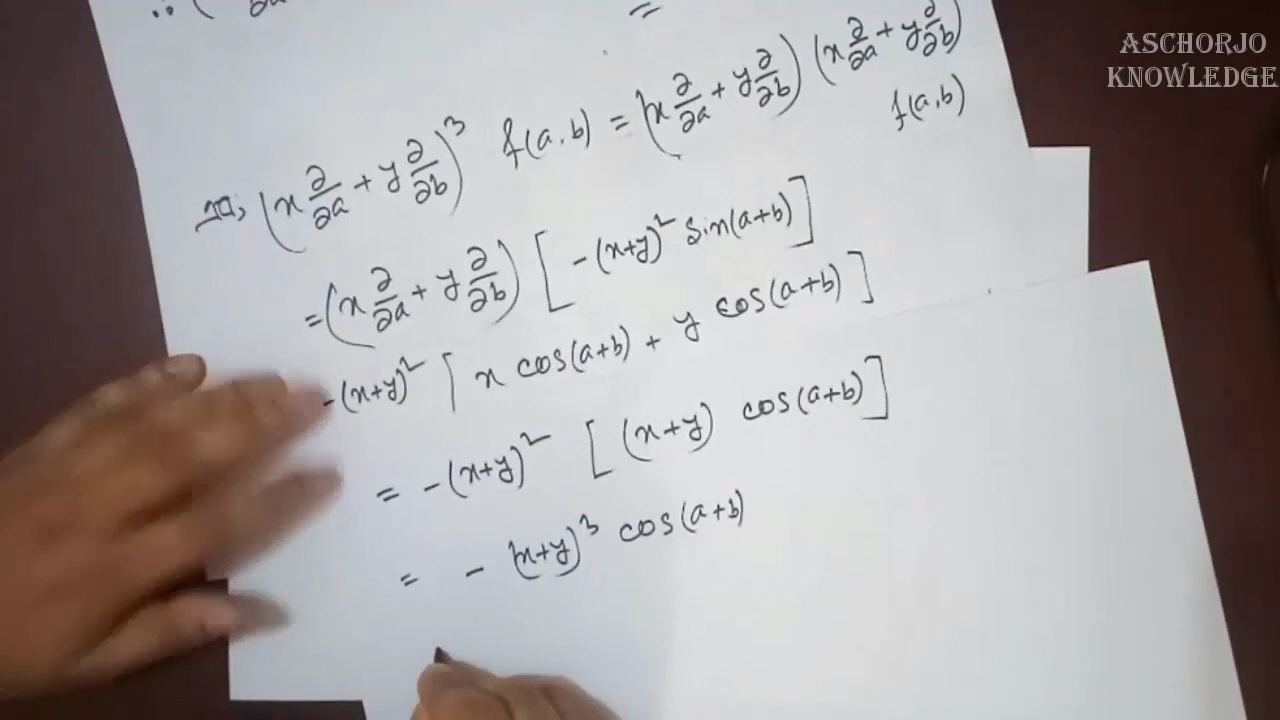 ASCHORJO
KNOWLEDGE
(x ∂/∂a + y ∂/∂b)³ f(a,b) = (x ∂/∂a + y ∂/∂b) (x ∂/∂a + y ∂/∂b)
f(a,b)
= (x ∂/∂a + y ∂/∂b) [ -(x+y)² Sin(a+b) ]
-(x+y)² [ x cos(a+b) + y cos(a+b) ]
= -(x+y)² [ (x+y) cos(a+b) ]
= - (x+y)³ cos(a+b)